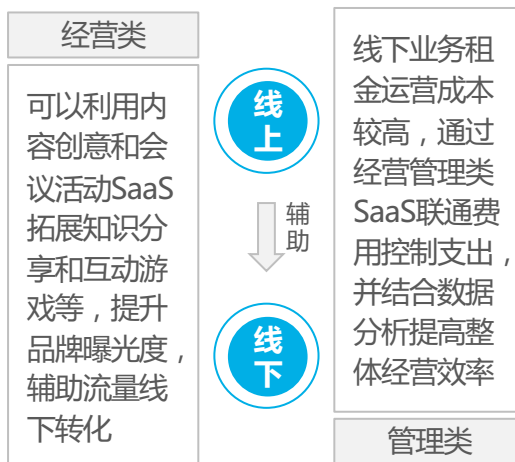 经营类
可以利用内
容创意和会
议活动SaaS
拓展知识分
享和互动游
戏等，提升
品牌曝光度，
辅助流量线
下转化
线
上
辅
助
线
下
线下业务租
金运营成本
较高，通过
经营管理类
SaaS联通费
用控制支出，
并结合数据
分析提高整
体经营效率
管理类